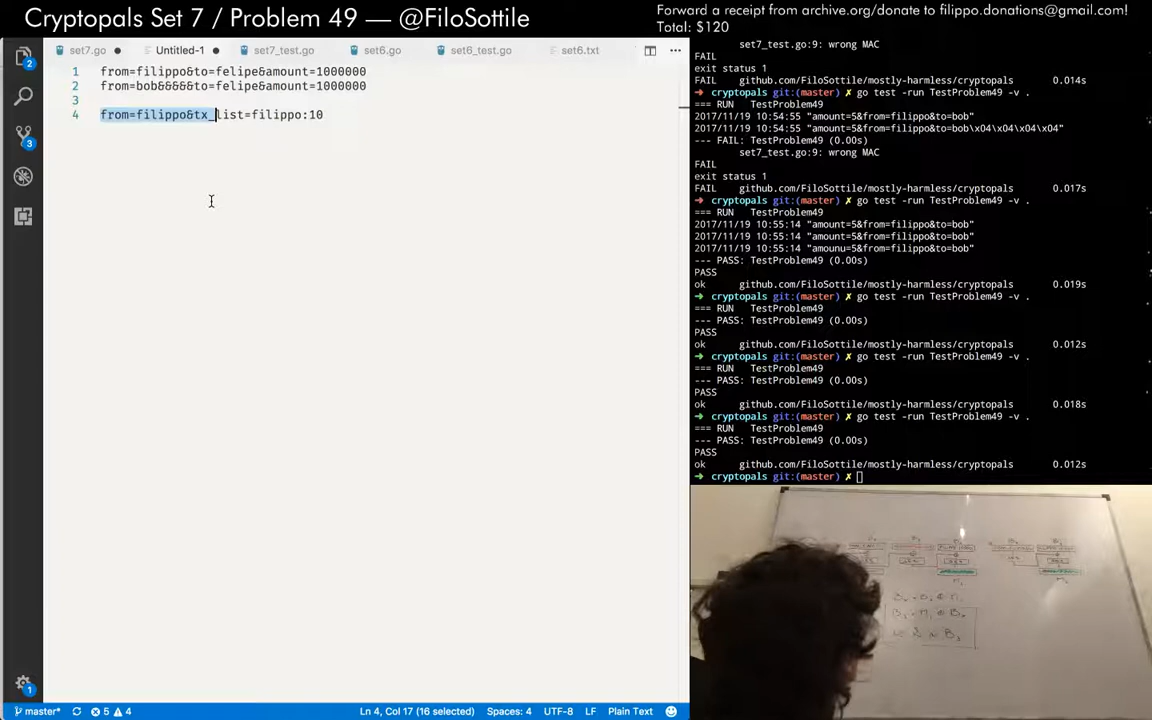 Cryptopals Set 7 / Problem 49 — @FiloSottile
Forward a receipt from archive.org/donate to filippo.donations@gmail.com!
Total: $120
set7.go
Untitled-1
set7_test.go
set6.go
set6_test.go
set6.txt
1 from=filippo&to=felipe&amount=1000000
2 from=bob&&&&&to=felipe&amount=1000000
3
4 from=filippo&tx_list=filippo:10
set7_test.go:9: wrong MAC
FAIL
exit status 1
FAIL github.com/FiloSottile/mostly-harmless/cryptopals 0.014s
➜ cryptopals git:(master) ✗ go test -run TestProblem49 -v .
=== RUN TestProblem49
2017/11/19 10:54:55 "amount=5&from=filippo&to=bob"
2017/11/19 10:54:55 "amount=5&from=filippo&to=bob\x04\x04\x04\x04"
--- FAIL: TestProblem49 (0.00s)
set7_test.go:9: wrong MAC
FAIL
exit status 1
FAIL github.com/FiloSottile/mostly-harmless/cryptopals 0.017s
➜ cryptopals git:(master) ✗ go test -run TestProblem49 -v .
=== RUN TestProblem49
2017/11/19 10:55:14 "amount=5&from=filippo&to=bob"
2017/11/19 10:55:14 "amount=5&from=filippo&to=bob"
2017/11/19 10:55:14 "amounu=5&from=filippo&to=bob"
--- PASS: TestProblem49 (0.00s)
PASS
ok github.com/FiloSottile/mostly-harmless/cryptopals 0.019s
➜ cryptopals git:(master) ✗ go test -run TestProblem49 -v .
=== RUN TestProblem49
--- PASS: TestProblem49 (0.00s)
PASS
ok github.com/FiloSottile/mostly-harmless/cryptopals 0.012s
➜ cryptopals git:(master) ✗ go test -run TestProblem49 -v .
=== RUN TestProblem49
--- PASS: TestProblem49 (0.00s)
PASS
ok github.com/FiloSottile/mostly-harmless/cryptopals 0.018s
➜ cryptopals git:(master) ✗ go test -run TestProblem49 -v .
=== RUN TestProblem49
--- PASS: TestProblem49 (0.00s)
PASS
ok github.com/FiloSottile/mostly-harmless/cryptopals 0.012s
➜ cryptopals git:(master) ✗
2
3
1
master* 5 4 Ln 4, Col 17 (16 selected) Spaces: 4 UTF-8 LF Plain Text